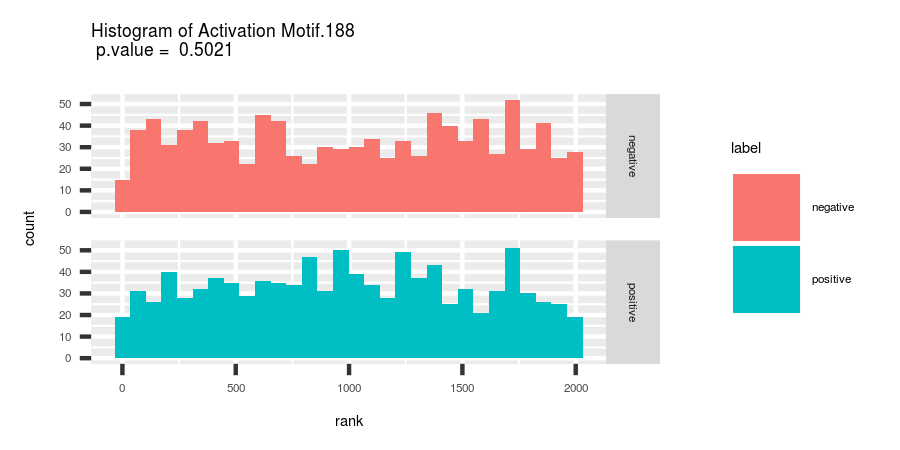 Histogram of Activation Motif.188
p.value = 0.5021
count
50
40
30
20
10
0
negative
50
40
30
20
10
0
positive
0 500 1000 1500 2000
rank
label
negative
positive